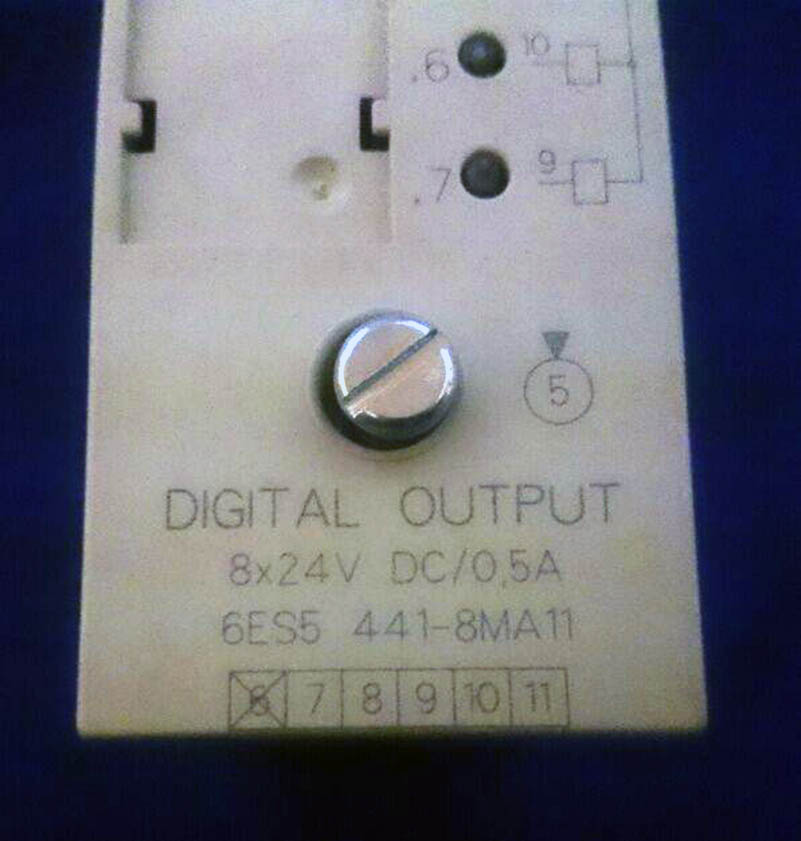 .6 10
.7 9
5
DIGITAL OUTPUT
8x24V DC/0,5A
6ES5 441-8MA11
6 7 8 9 10 11